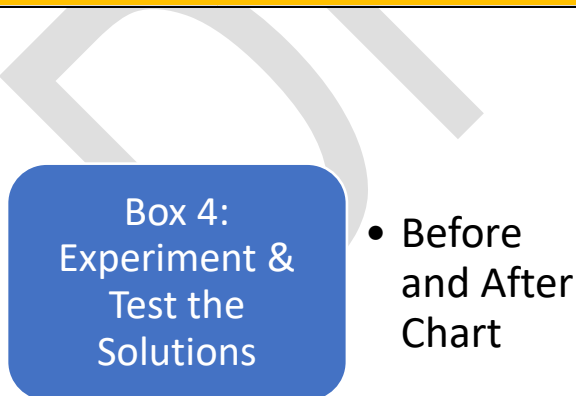 Box 4:
Experiment &
Test the
Solutions
• Before
and After
Chart